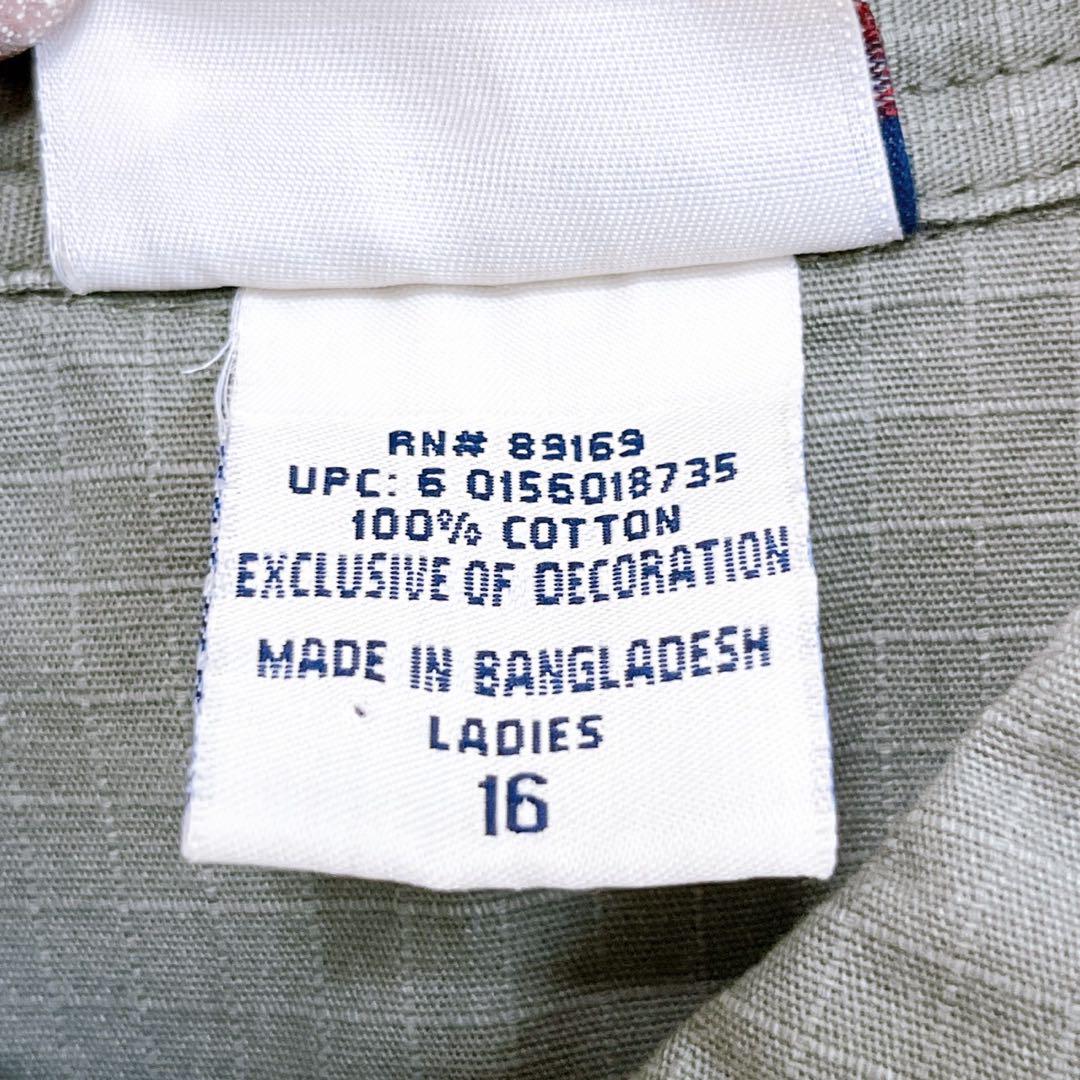 RN# 89169
UPC: 6 0156018735
100% COTTON
EXCLUSIVE OF DECORATION
MADE IN BANGLADESH
LADIES
16